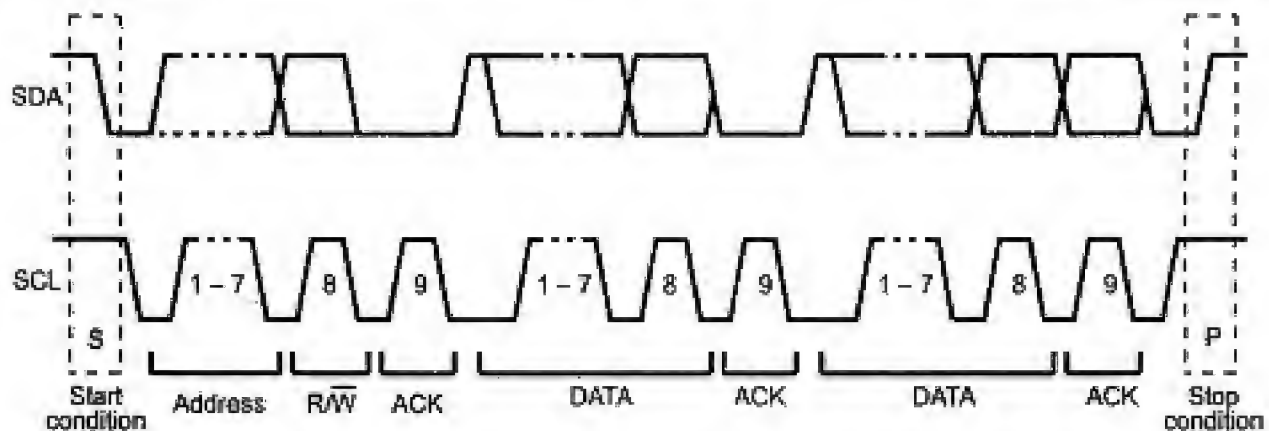 SDA
SCL
1 – 7 8 9 1 – 7 8 9 1 – 7 8 9
S P
Start condition Address R/W̅ ACK DATA ACK DATA ACK Stop condition